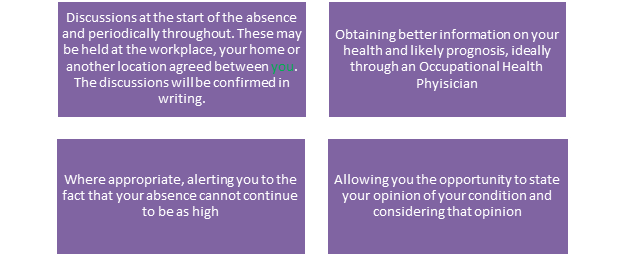 Discussions at the start of the absence
and periodically throughout. These may
be held at the workplace, your home or
another location agreed between you.
The discussions will be confirmed in
writing.
Obtaining better information on your
health and likely prognosis, ideally
through an Occupational Health
Phyisician
Where appropriate, alerting you to the
fact that your absence cannot continue
to be as high
Allowing you the opportunity to state
your opinion of your condition and
considering that opinion